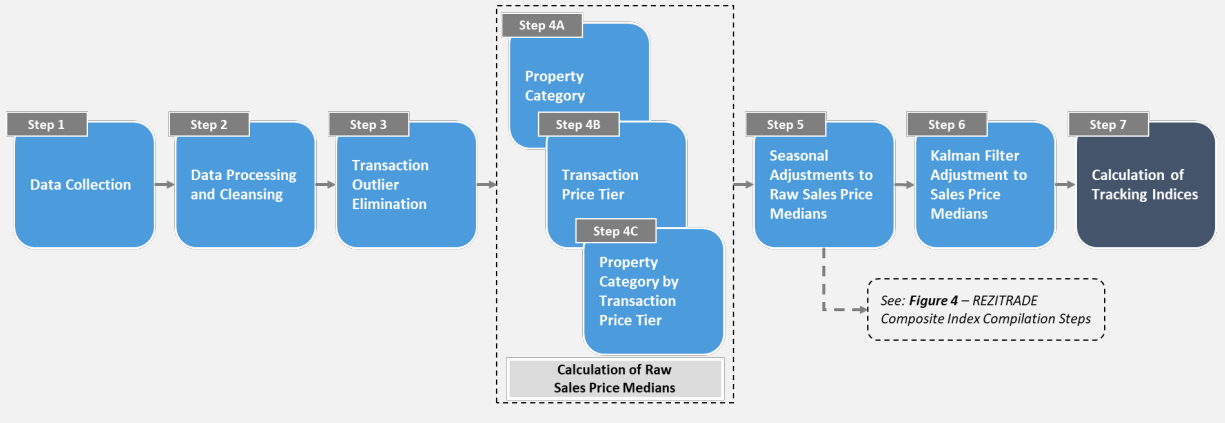 Step 1
Data Collection
Step 2
Data Processing
and Cleansing
Step 3
Transaction
Outlier
Elimination
Step 4A
Property
Category
Step 4B
Transaction
Price Tier
Step 4C
Property
Category by
Transaction
Price Tier
Calculation of Raw
Sales Price Medians
Step 5
Seasonal
Adjustments to
Raw Sales Price
Medians
Step 6
Kalman Filter
Adjustment to
Sales Price
Medians
Step 7
Calculation of
Tracking Indices
See: Figure 4 – REZITRADE
Composite Index Compilation Steps